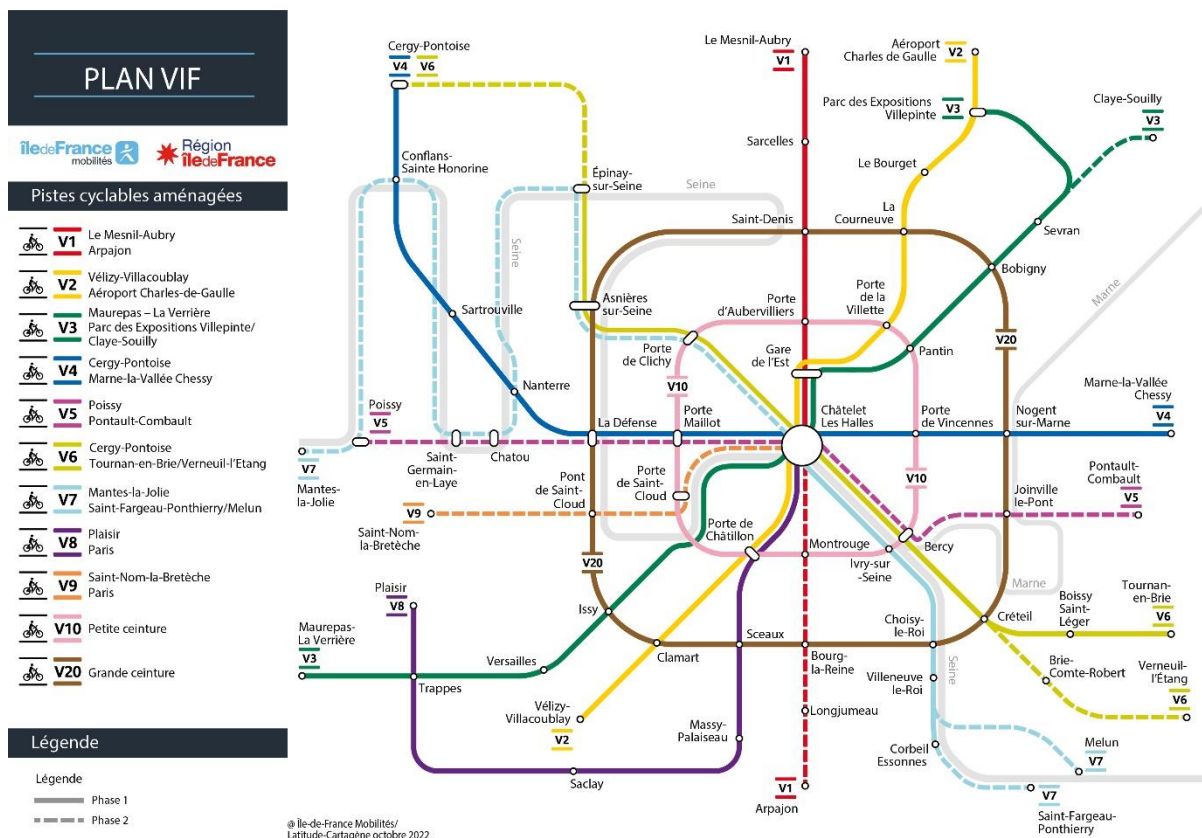 PLAN VIF
îledeFrance
mobilités
Région
îledeFrance
Pistes cyclables aménagées
V1
Le Mesnil-Aubry
Arpajon
V2
Vélizy-Villacoublay
Aéroport Charles-de-Gaulle
V3
Maurepas – La Verrière
Parc des Expositions Villepinte/
Claye-Souilly
V4
Cergy-Pontoise
Marne-la-Vallée Chessy
V5
Poissy
Pontault-Combault
V6
Cergy-Pontoise
Tournan-en-Brie/Verneuil-l'Etang
V7
Mantes-la-Jolie
Saint-Fargeau-Ponthierry/Melun
V8
Plaisir
Paris
V9
Saint-Nom-la-Bretèche
Paris
V10
Petite ceinture
V20
Grande ceinture
Légende
Légende
Phase 1
Phase 2
@ Île-de-France Mobilités/
Latitude-Cartagène octobre 2022
Cergy-Pontoise
V4
V6
Le Mesnil-Aubry
V1
Aéroport
Charles de Gaulle
V2
Parc des Expositions
Villepinte
V3
Claye-Souilly
V3
Sarcelles
Conflans-
Sainte Honorine
Épinay-
sur-Seine
Seine
Le Bourget
La
Courneuve
Saint-Denis
Sevran
Seine
Bobigny
Marne
Asnières
sur-Seine
Porte
d'Aubervilliers
Porte
de la
Villette
Sartrouville
Porte
de Clichy
Gare
de l'Est
Pantin
V20
Nanterre
V10
Marne-la-Vallée
Chessy
V4
Poissy
V5
La Défense
Porte
Maillot
Châtelet
Les Halles
Porte
de Vincennes
Nogent
sur-Marne
V7
Mantes-
la-Jolie
Saint-
Germain-
en-Laye
Chatou
Pont
de Saint-
Cloud
Porte
de Saint-
Cloud
V10
Pontault-
Combault
V5
V9
Saint-Nom-
la-Bretèche
Joinville
le-Pont
Porte de
Châtillon
Montrouge
Bercy
Ivry-sur
-Seine
V20
Marne
Plaisir
V8
Issy
Boissy
Saint-
Léger
Tournan-
en-Brie
V6
Maurepas-
La Verrière
V3
Créteil
Choisy-
le-Roi
Versailles
Clamart
Sceaux
Bourg-
la-Reine
Seine
Trappes
Villeneuve
le-Roi
Brie-
Comte-Robert
Verneuil-
l'Étang
V6
Vélizy-
Villacoublay
V2
Longjumeau
Massy-
Palaiseau
Corbeil
Essonnes
Melun
V7
Saclay
V1
Arpajon
V7
Saint-Fargeau-
Ponthierry